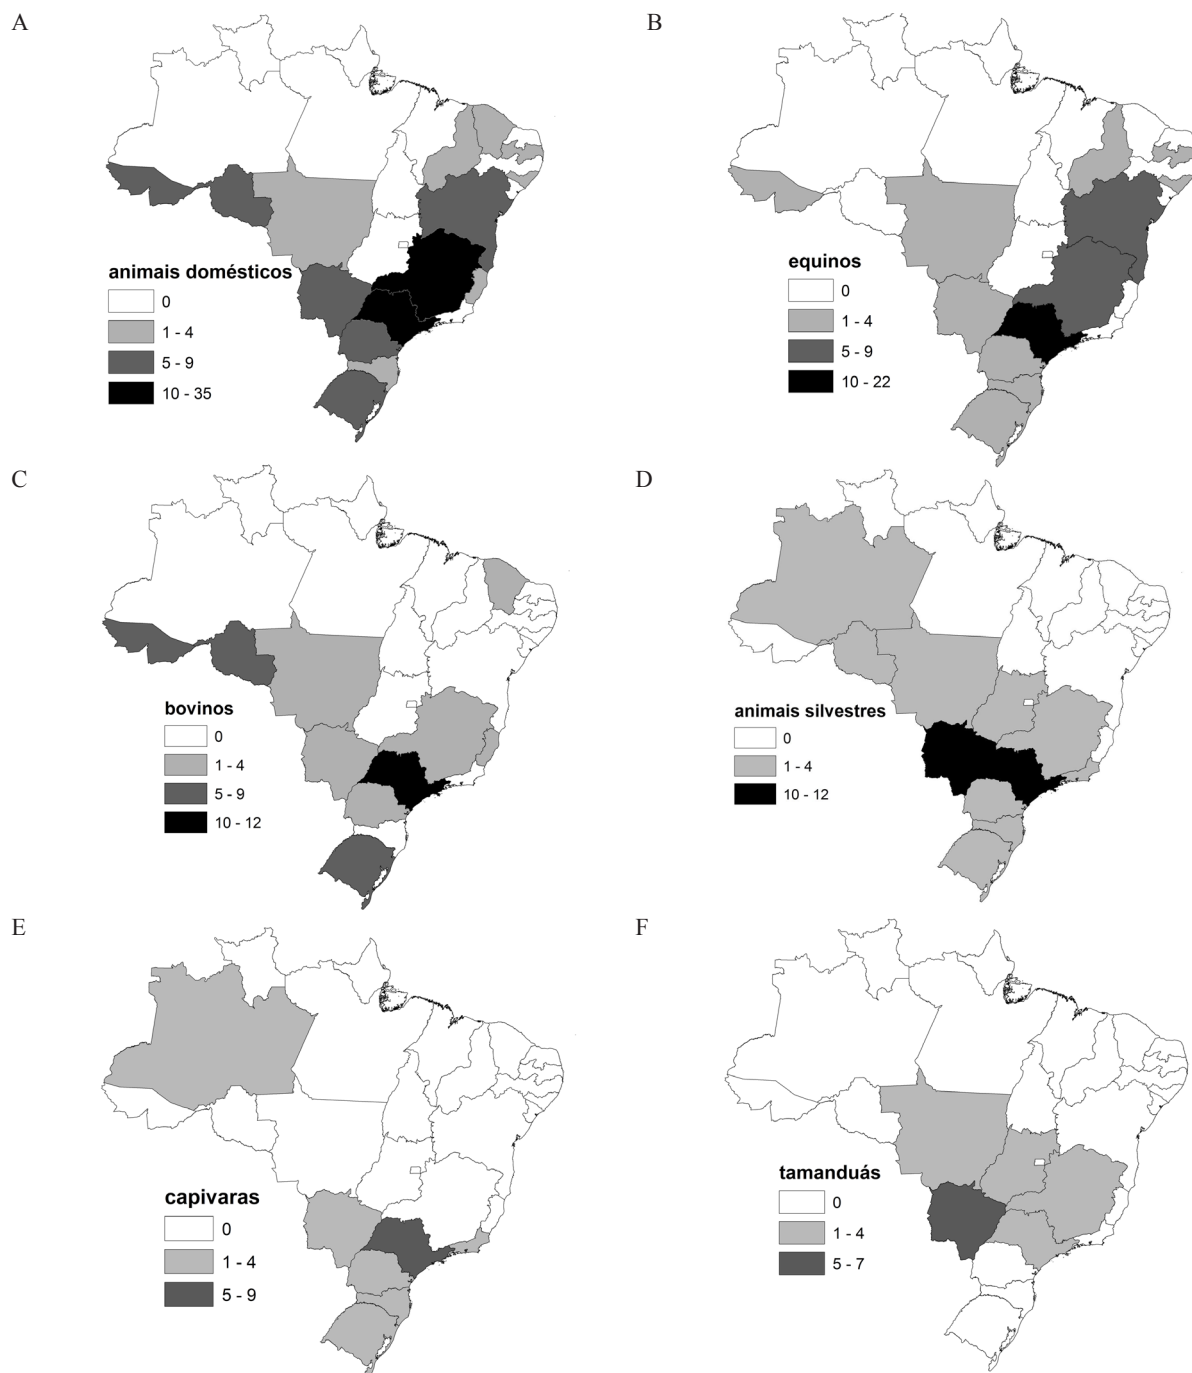 A
B
animais domésticos
0
1 - 4
5 - 9
10 - 35
equinos
0
1 - 4
5 - 9
10 - 22
C
D
bovinos
0
1 - 4
5 - 9
10 - 12
animais silvestres
0
1 - 4
10 - 12
E
F
capivaras
0
1 - 4
5 - 9
tamanduás
0
1 - 4
5 - 7